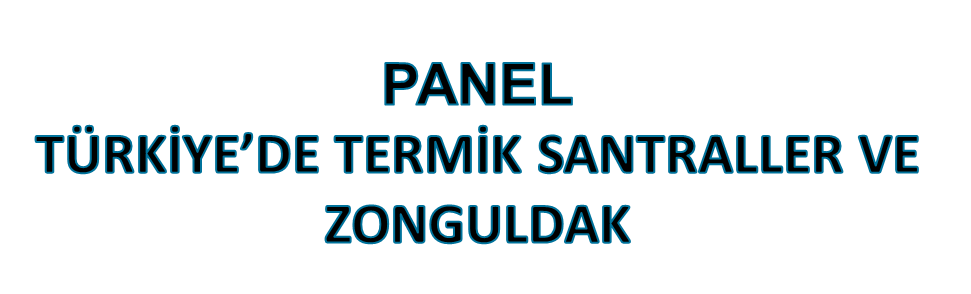 PANEL
TÜRKİYE’DE TERMİK SANTRALLER VE
ZONGULDAK